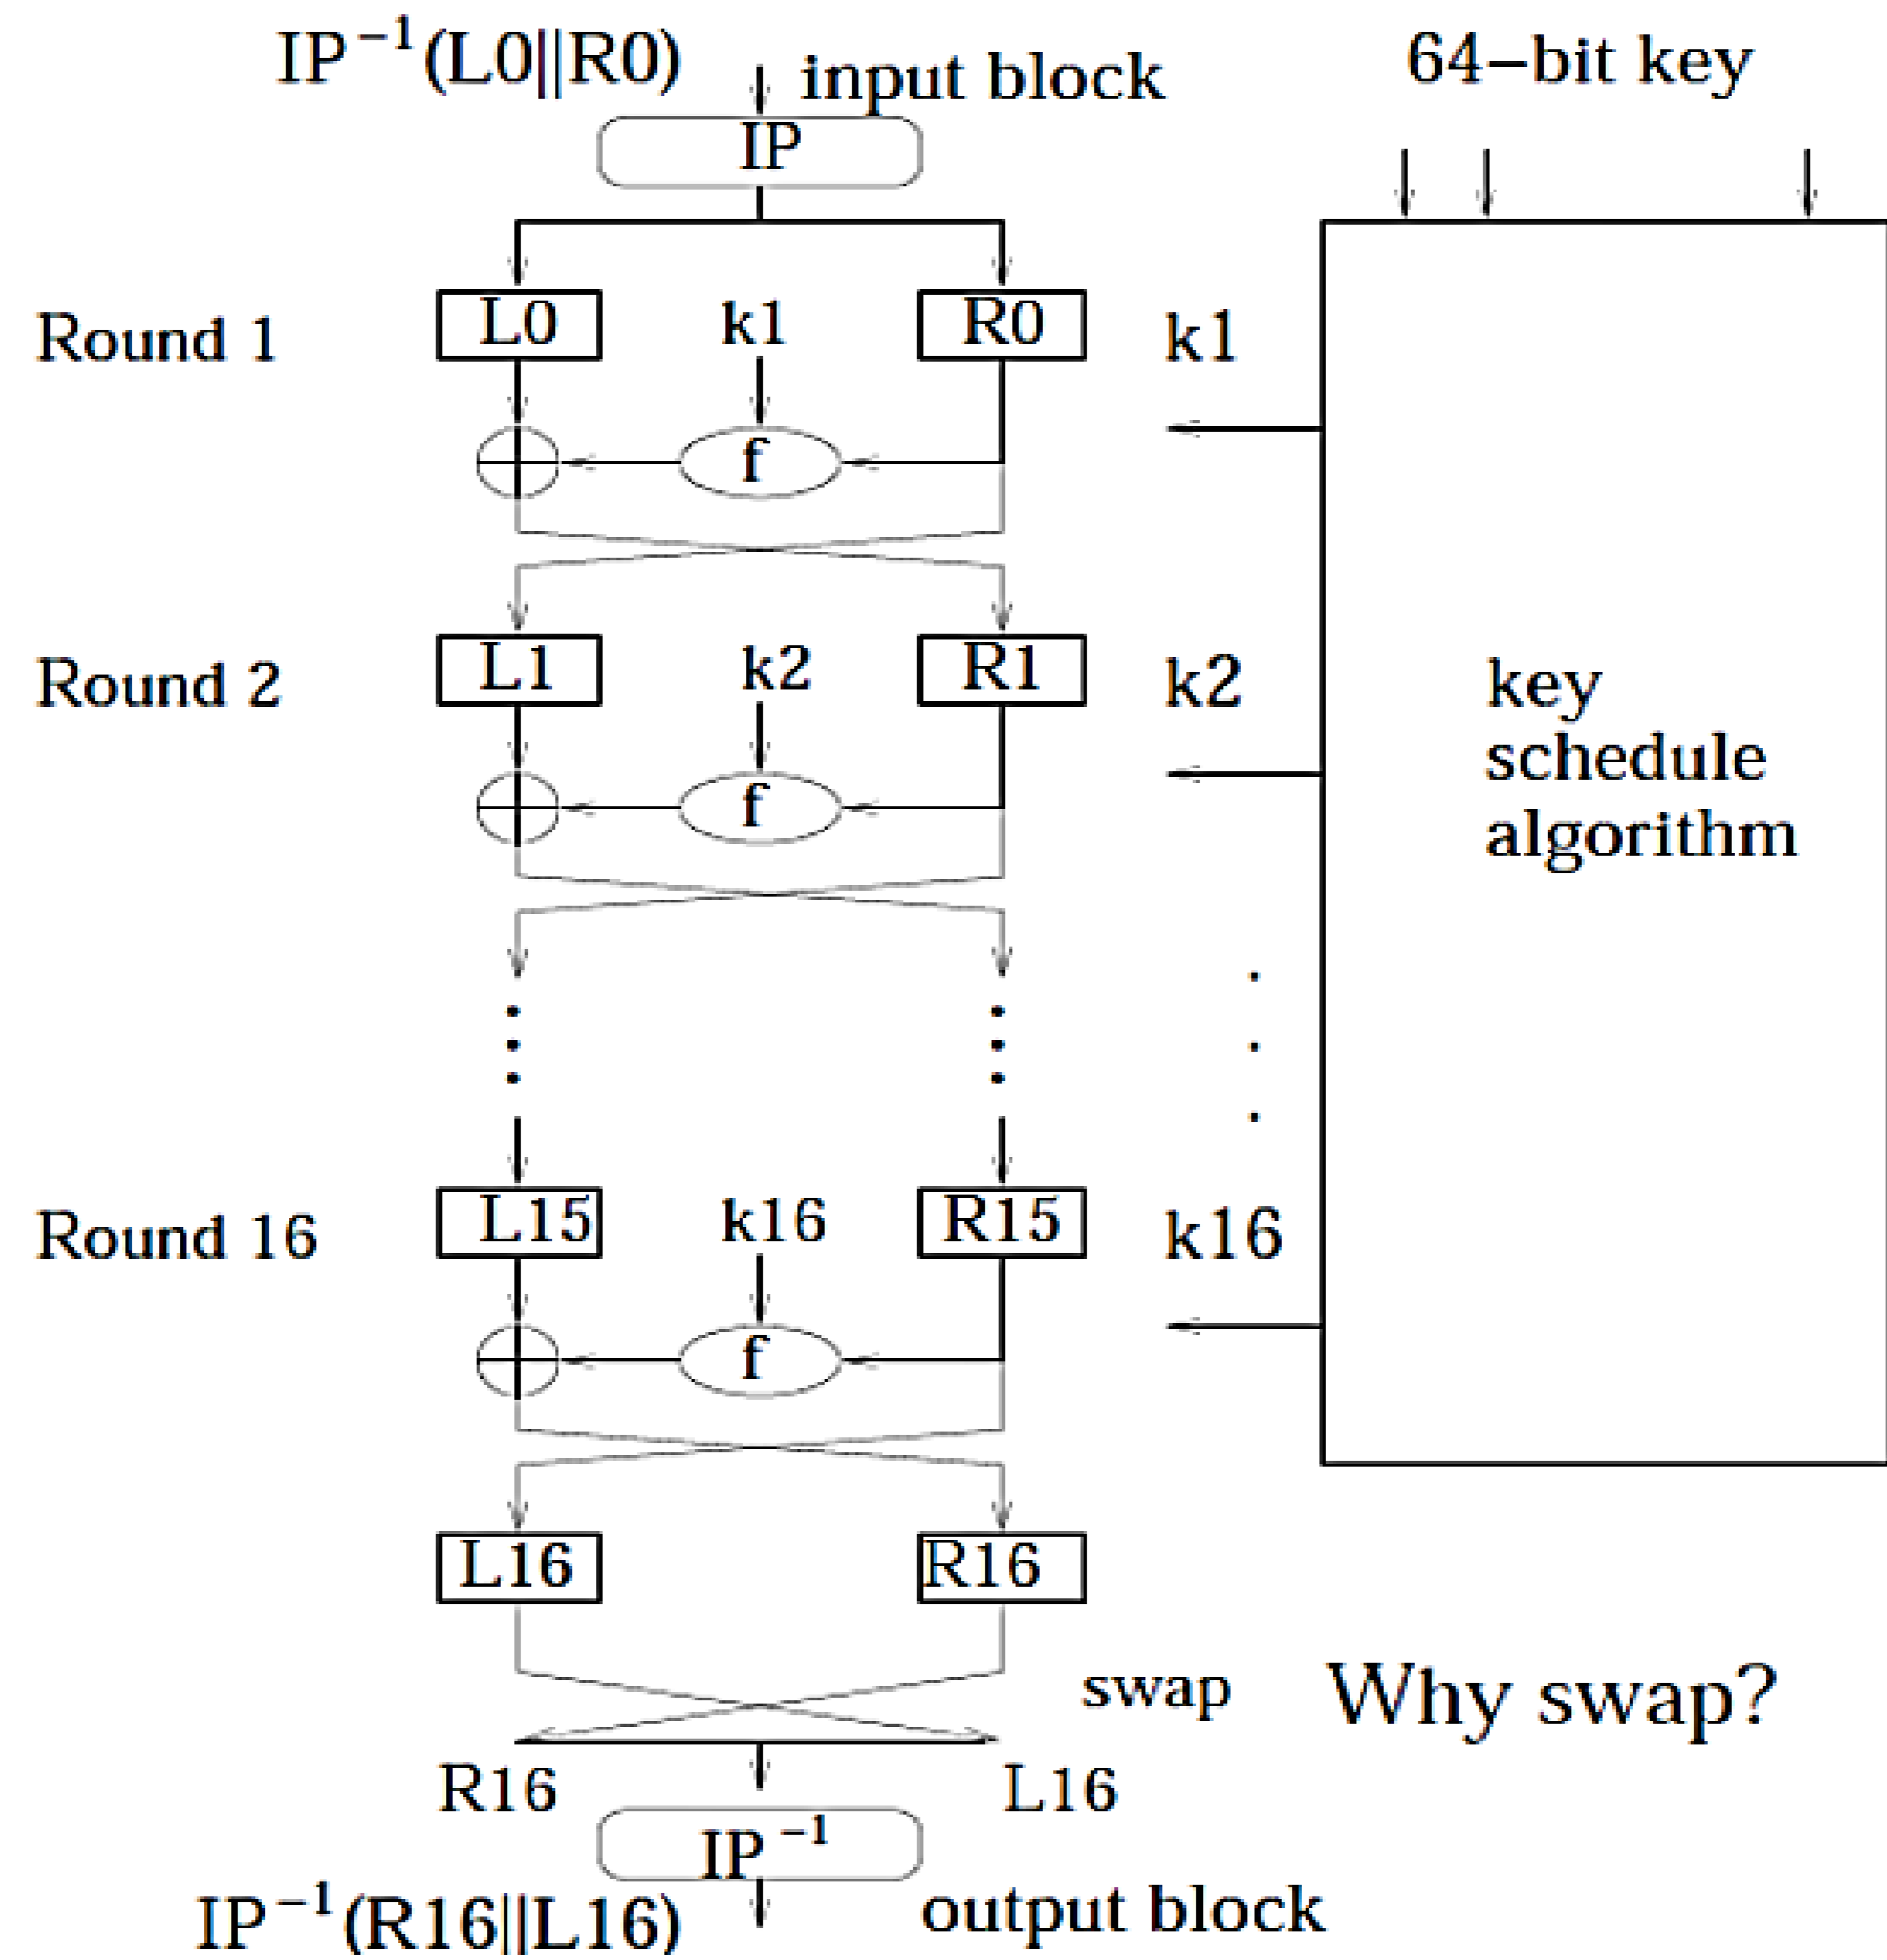 IP⁻¹(L0||R0)
input block
64–bit key
IP
Round 1
L0
k1
R0
k1
f
Round 2
L1
k2
R1
k2
key
schedule
algorithm
f
Round 16
L15
k16
R15
k16
f
L16
R16
swap
Why swap?
R16
L16
IP⁻¹
IP⁻¹(R16||L16)
output block